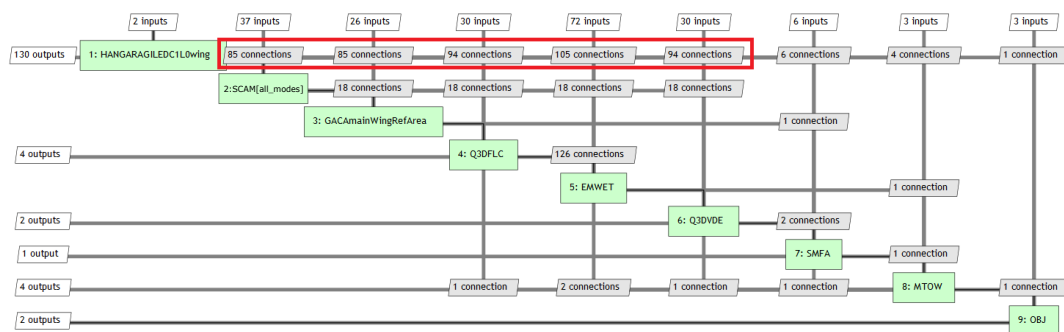 2 inputs 37 inputs 26 inputs 30 inputs 72 inputs 30 inputs 6 inputs 3 inputs 3 inputs
130 outputs 1: HANGARAGILEDC1L0wing 85 connections 85 connections 94 connections 105 connections 94 connections 6 connections 4 connections 1 connection
2:SCAM[all_modes] 18 connections 18 connections 18 connections 18 connections
3: GACAmainWingRefArea 1 connection
4 outputs 4: Q3DFLC 126 connections
5: EMWET 1 connection
2 outputs 6: Q3DVDE 2 connections
1 output 7: SMFA 1 connection
4 outputs 1 connection 2 connections 1 connection 1 connection 8: MTOW 1 connection
2 outputs 9: OBJ